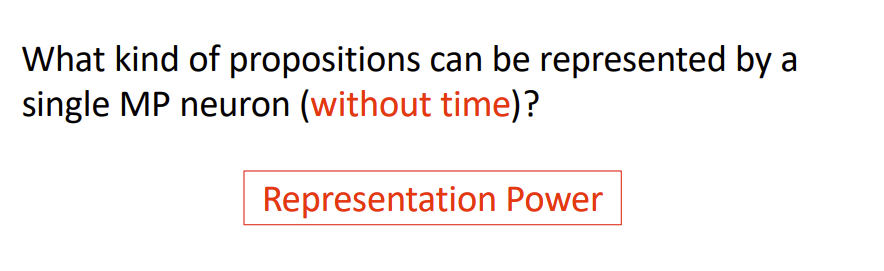 What kind of propositions can be represented by a
single MP neuron (without time)?
Representation Power